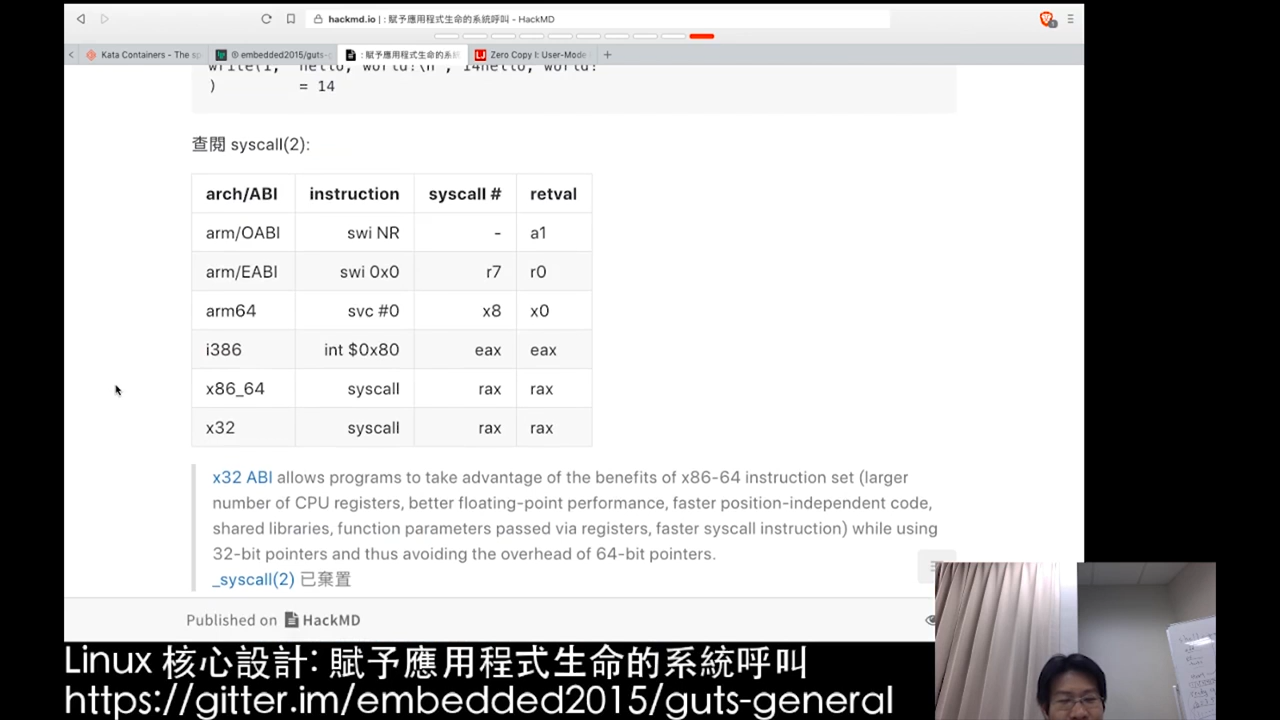 hackmd.io | : 賦予應用程式生命的系統呼叫 - HackMD
Kata Containers - The sp
® embedded2015/guts-
: 賦予應用程式生命的系統
Zero Copy I: User-Mode
write(1, "hello, world!\n", 14hello, world!
) = 14
查閱 syscall(2):
arch/ABI instruction syscall # retval
arm/OABI swi NR - a1
arm/EABI swi 0x0 r7 r0
arm64 svc #0 x8 x0
i386 int $0x80 eax eax
x86_64 syscall rax rax
x32 syscall rax rax
x32 ABI allows programs to take advantage of the benefits of x86-64 instruction set (larger
number of CPU registers, better floating-point performance, faster position-independent code,
shared libraries, function parameters passed via registers, faster syscall instruction) while using
32-bit pointers and thus avoiding the overhead of 64-bit pointers.
_syscall(2) 已棄置
Published on HackMD
Linux 核心設計: 賦予應用程式生命的系統呼叫
https://gitter.im/embedded2015/guts-general